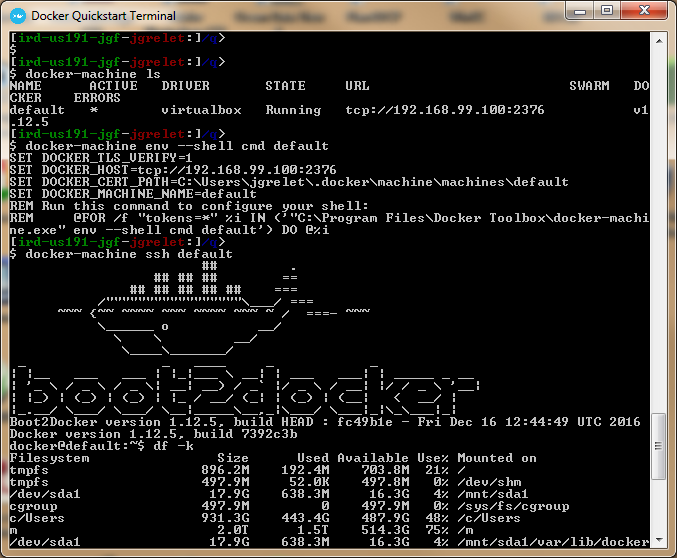 Docker Quickstart Terminal
[ird-us191-jgf-jgrelet:]/q>
$
[ird-us191-jgf-jgrelet:]/q>
$ docker-machine ls
NAME      ACTIVE   DRIVER       STATE     URL                         SWARM   DO
CKER    ERRORS
default   *        virtualbox   Running   tcp://192.168.99.100:2376           v1
.12.5
[ird-us191-jgf-jgrelet:]/q>
$ docker-machine env --shell cmd default
SET DOCKER_TLS_VERIFY=1
SET DOCKER_HOST=tcp://192.168.99.100:2376
SET DOCKER_CERT_PATH=C:\Users\jgrelet\.docker\machine\machines\default
SET DOCKER_MACHINE_NAME=default
REM Run this command to configure your shell:
REM     @FOR /f "tokens=*" %i IN ('"C:\Program Files\Docker Toolbox\docker-machi
ne.exe" env --shell cmd default') DO @%i
[ird-us191-jgf-jgrelet:]/q>
$ docker-machine ssh default
boot2docker
Boot2Docker version 1.12.5, build HEAD : fc49b1e - Fri Dec 16 12:44:49 UTC 2016
Docker version 1.12.5, build 7392c3b
docker@default:~$ df -k
Filesystem                Size      Used Available Use% Mounted on
tmpfs                   896.2M    192.4M    703.8M  21% /
tmpfs                   497.9M     52.0K    497.8M   0% /dev/shm
/dev/sda1                17.9G    638.3M     16.3G   4% /mnt/sda1
cgroup                  497.9M         0    497.9M   0% /sys/fs/cgroup
c/Users                 931.3G    443.4G    487.9G  48% /c/Users
m                         2.0T      1.5T    514.3G  75% /m
/dev/sda1                17.9G    638.3M     16.3G   4% /mnt/sda1/var/lib/docker